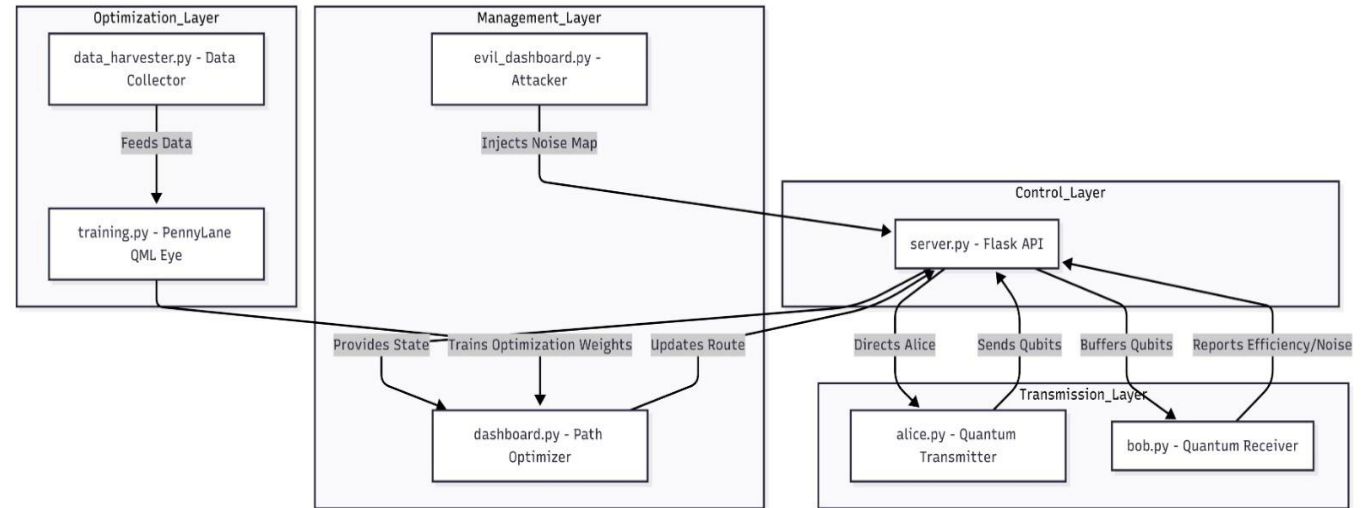 Optimization_Layer
data_harvester.py - Data
Collector
Feeds Data
training.py - PennyLane
QML Eye
Management_Layer
evil_dashboard.py -
Attacker
Injects Noise Map
Control_Layer
server.py - Flask API
Provides State
Trains Optimization Weights
Updates Route
Directs Alice
Sends Qubits
Buffers Qubits
Reports Efficiency/Noise
dashboard.py - Path
Optimizer
Transmission_Layer
alice.py - Quantum
Transmitter
bob.py - Quantum Receiver